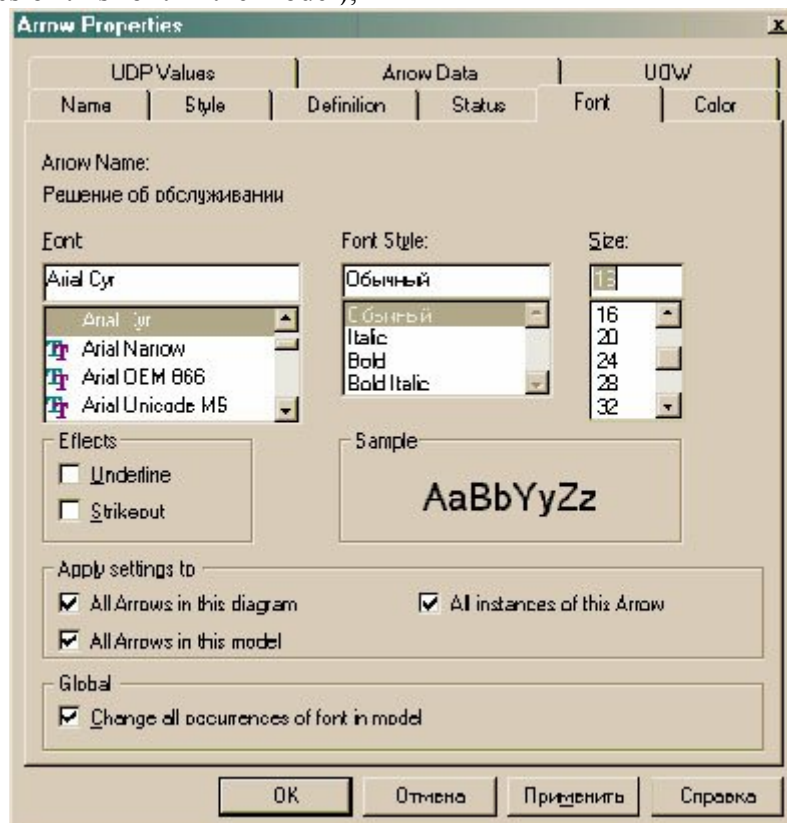 Arrow Properties
UDP Values Arrow Data UOW
Name Style Definition Status Font Color
Arrow Name:
Решение об обслуживании
Font Font Style: Size:
Arial Cyr Обычный
Arial Cyr Обычный 16
Arial Narrow Italic 20
Arial OEM 866 Bold 24
Arial Unicode MS Bold Italic 28
32
Effects Sample
Underline
AaBbYyZz
Strikeout
Apply settings to
All Arrows in this diagram All instances of this Arrow
All Arrows in this model
Global
Change all occurrences of font in model
OK Отмена Применить Справка